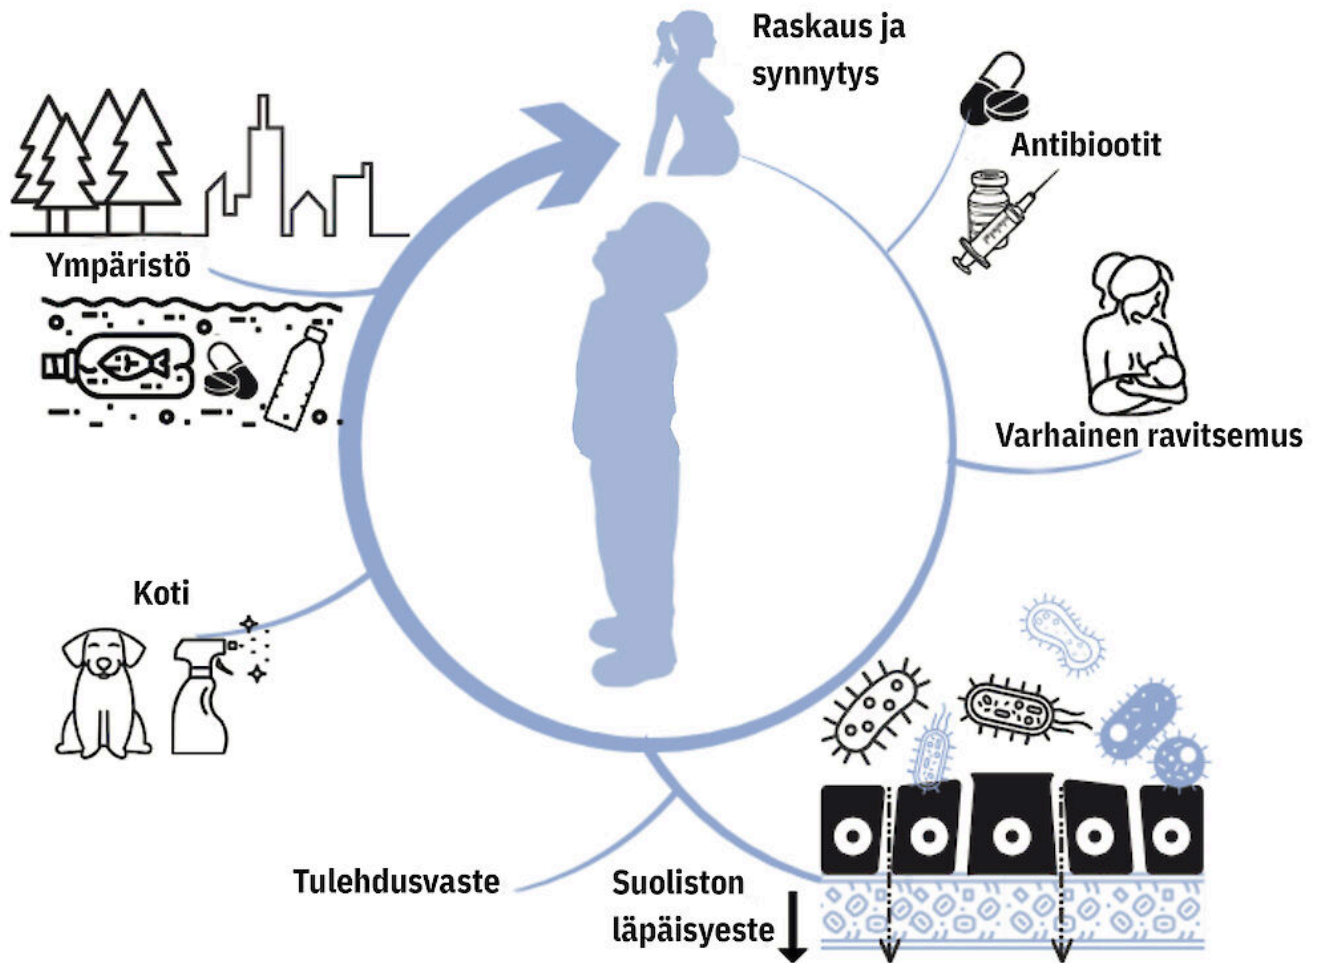 Raskaus ja
synnytys
Antibiootit
Varhainen ravitsemus
Ympäristö
Koti
Tulehdusvaste
Suoliston
läpäisyeste